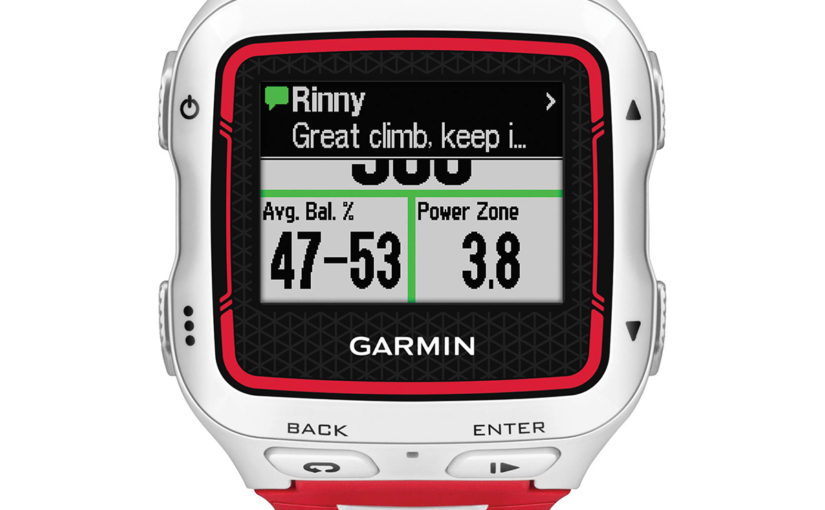 Rinny
Great climb, keep i...
Avg. Bal. %
Power Zone
47-53
3.8
GARMIN
BACK
ENTER